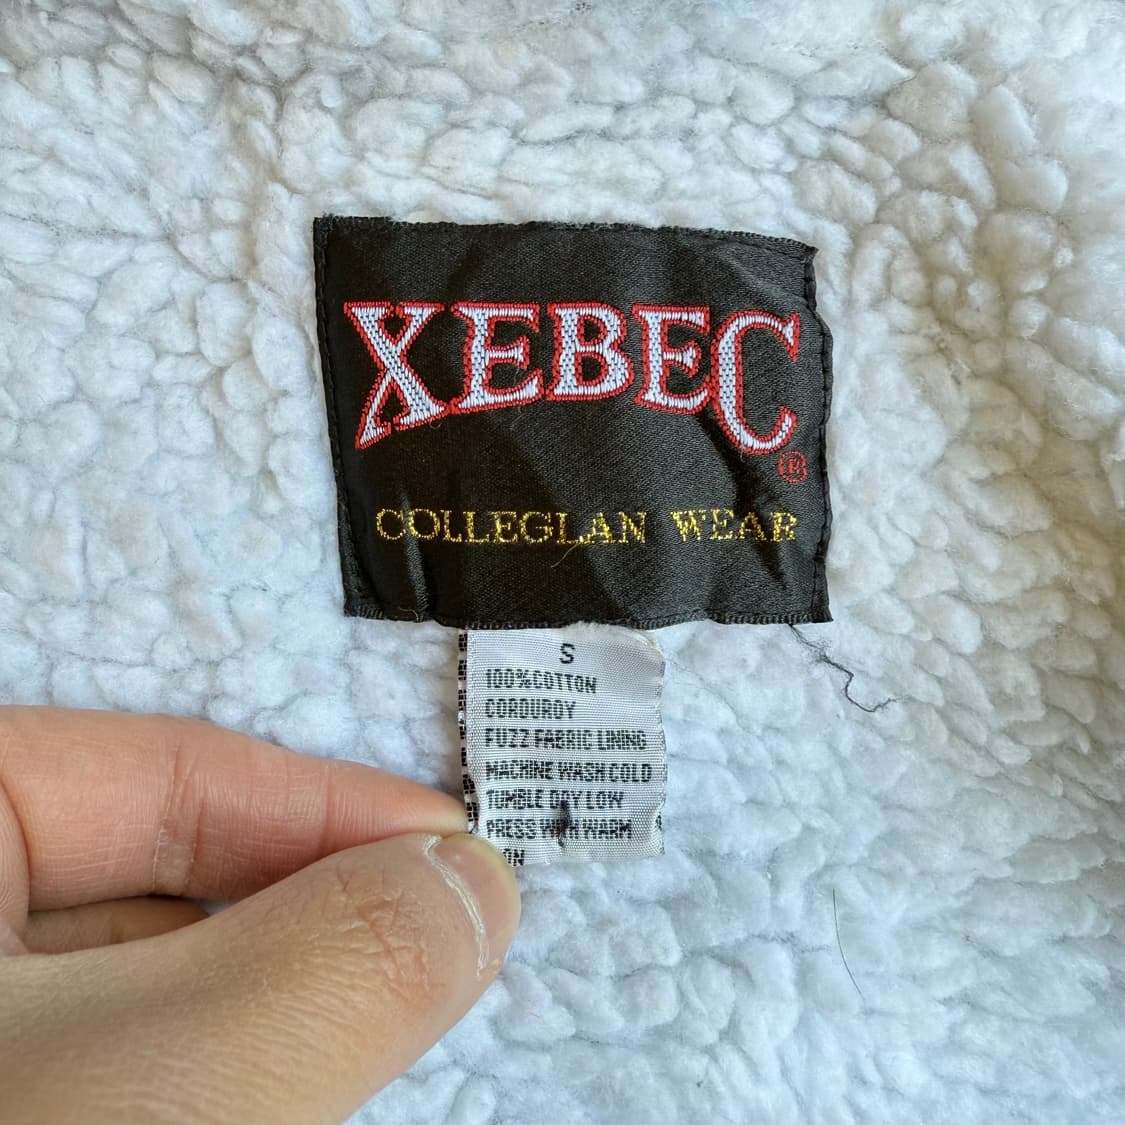 XEBEC
®
COLLEGLAN WEAR
S
100%COTTON
CORDUROY
FUZZ FABRIC LINING
MACHINE WASH COLD
TUMBLE DRY LOW
PRESS WITH WARM